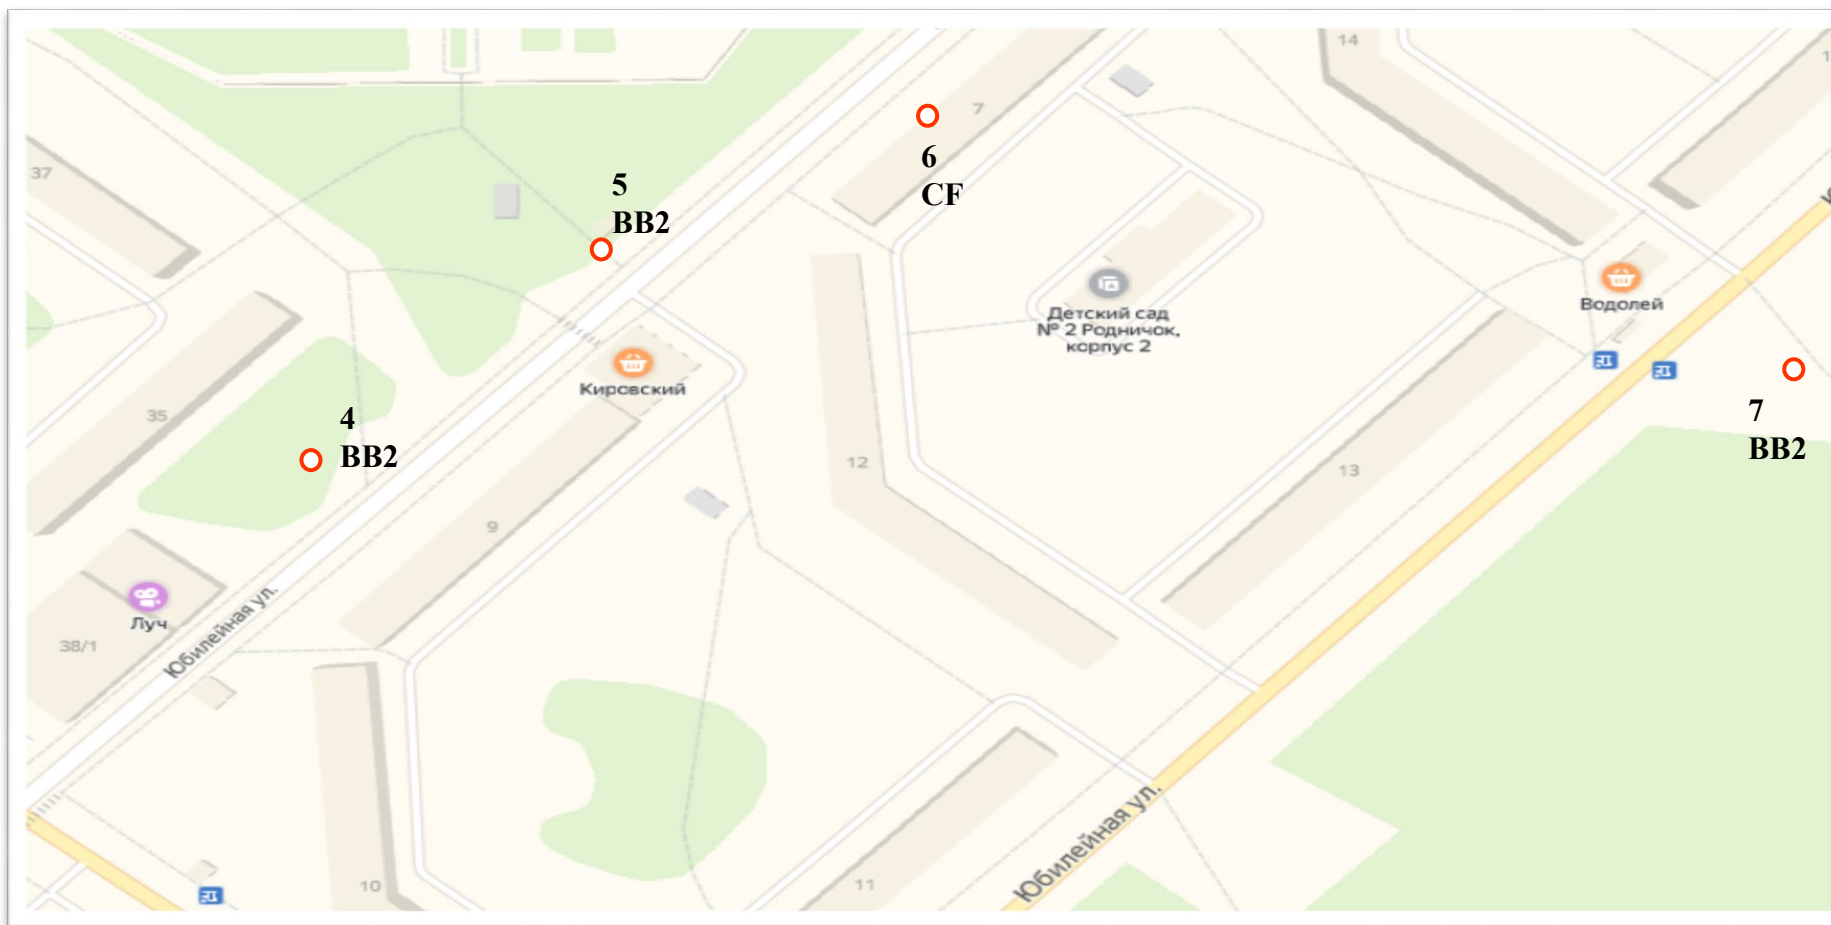 14
7
6
CF
37
5
BB2
Водолей
Детский сад
№ 2 Родничок,
корпус 2
Кировский
35
4
BB2
7
BB2
12
13
9
Луч
38/1
Юбилейная ул.
Юбилейная ул.
10
11